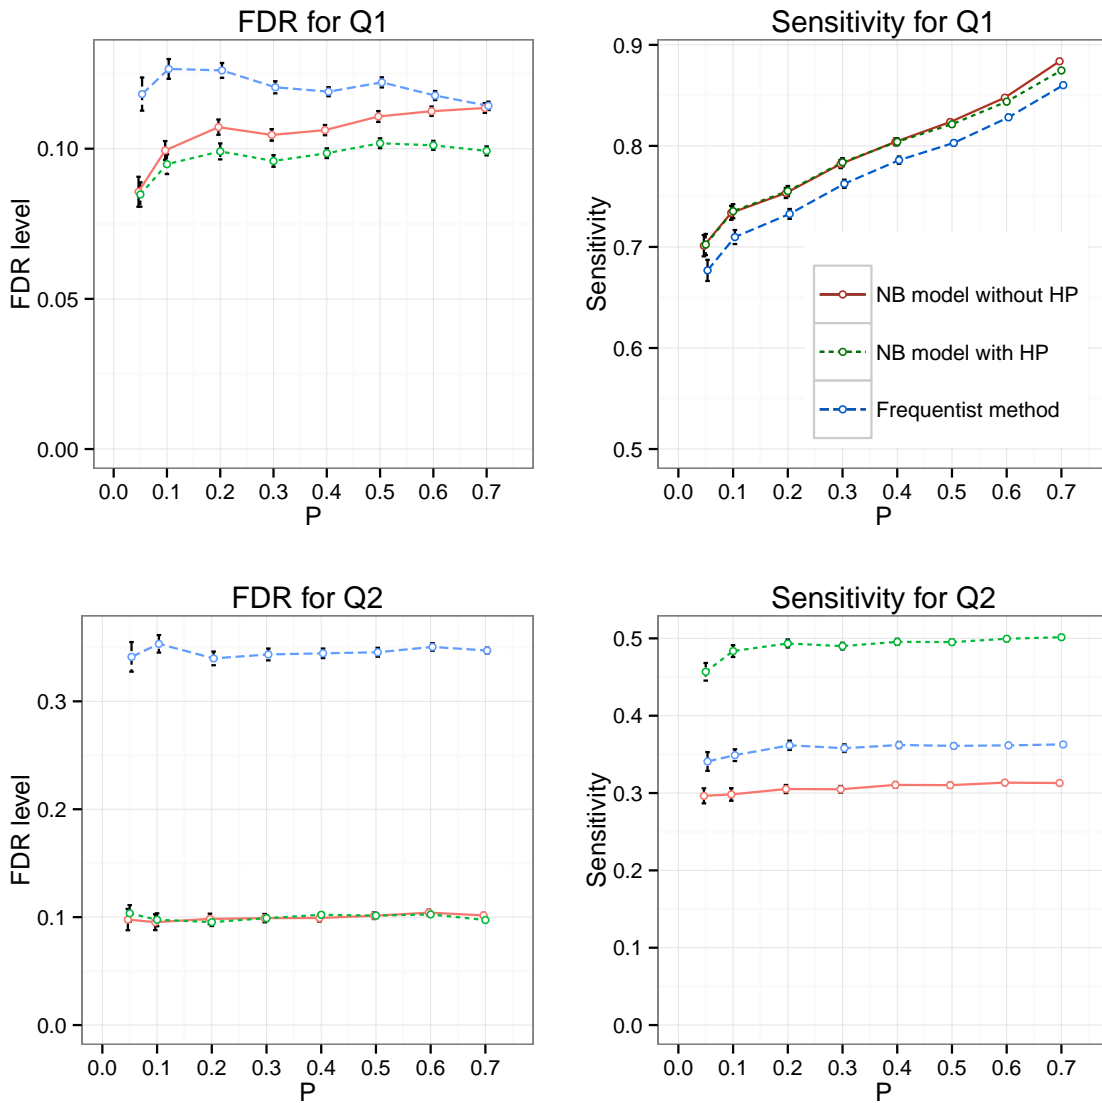 FDR for Q1
FDR level
0.10
0.05
0.00
0.0 0.1 0.2 0.3 0.4 0.5 0.6 0.7
P
Sensitivity for Q1
Sensitivity
0.9
0.8
0.7
0.6
0.5
NB model without HP
NB model with HP
Frequentist method
0.0 0.1 0.2 0.3 0.4 0.5 0.6 0.7
P
FDR for Q2
FDR level
0.3
0.2
0.1
0.0
0.0 0.1 0.2 0.3 0.4 0.5 0.6 0.7
P
Sensitivity for Q2
Sensitivity
0.5
0.4
0.3
0.2
0.1
0.0
0.0 0.1 0.2 0.3 0.4 0.5 0.6 0.7
P